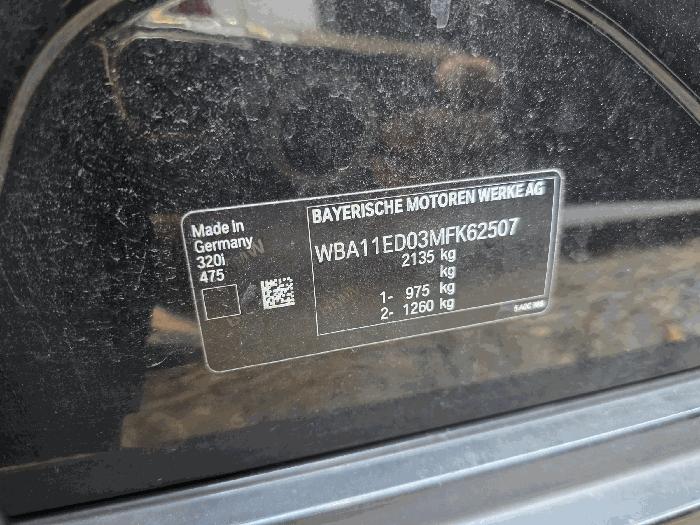 Made in
Germany
320i
475
BAYERISCHE MOTOREN WERKE AG
WBA11ED03MFK62507
2135 kg
kg
1- 975 kg
2- 1260 kg